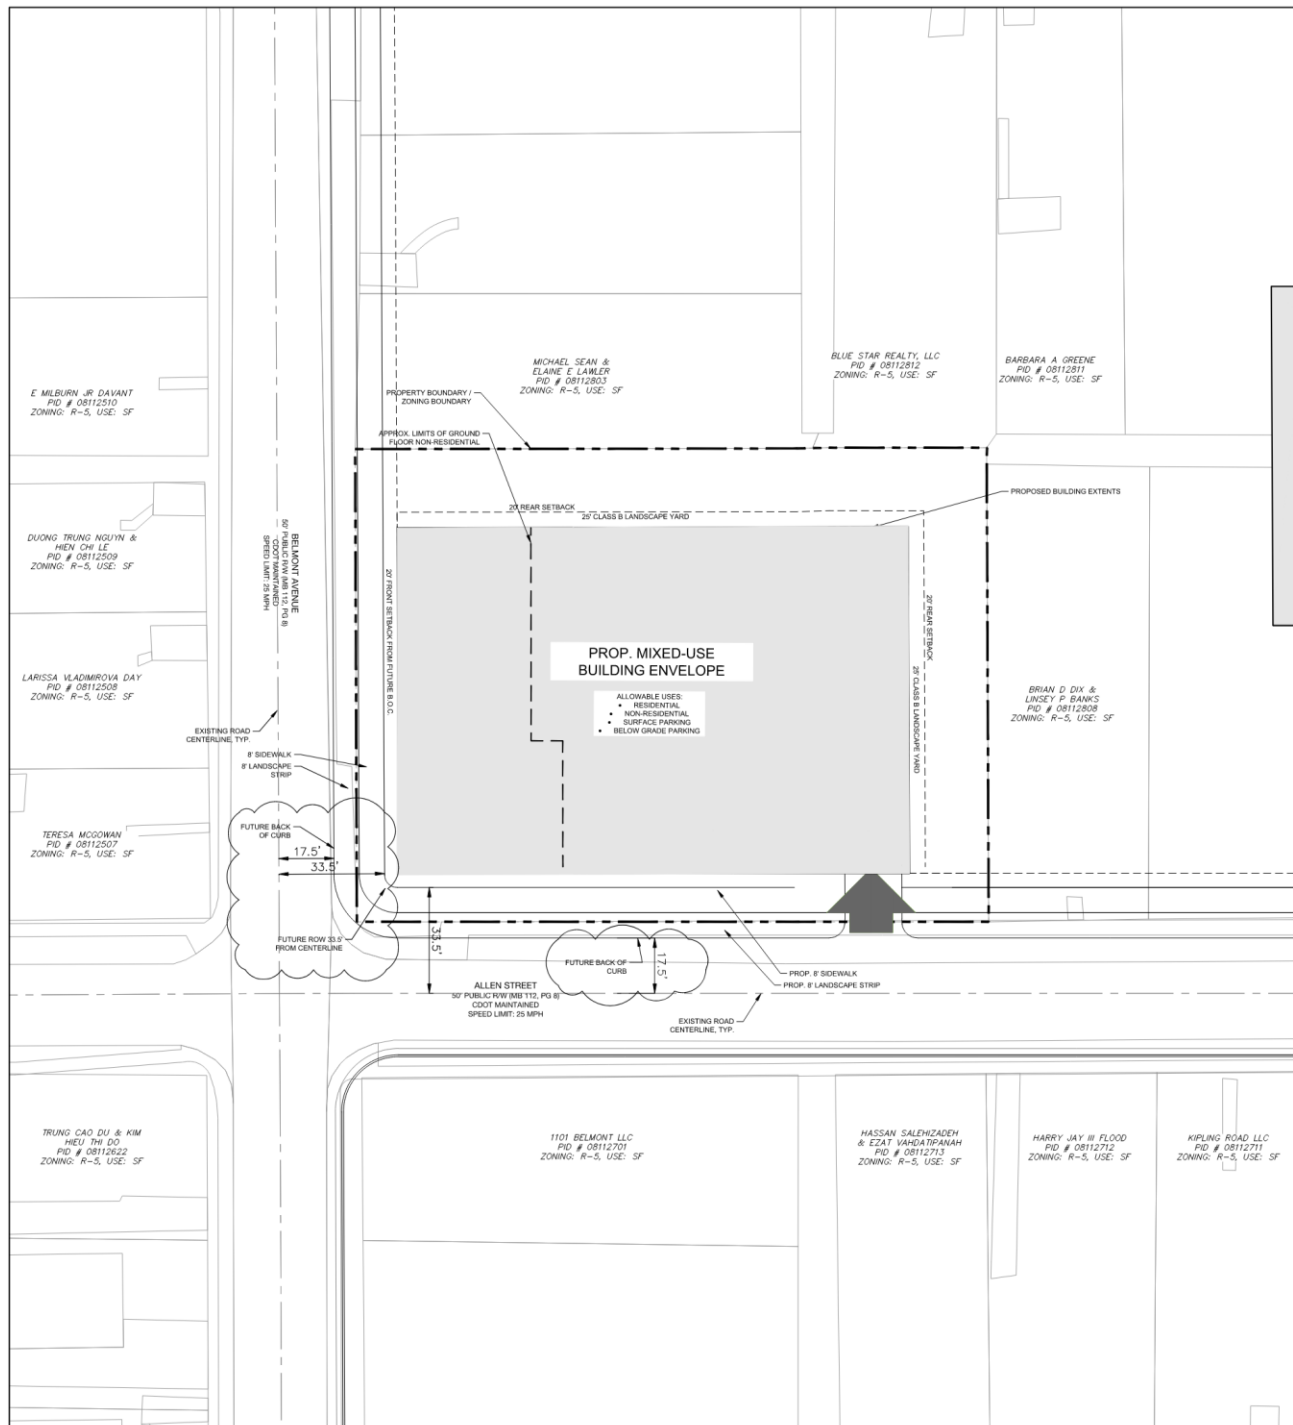 MICHAEL SEAN &
ELAINE E LAWLER
PID # 08112803
ZONING: R-5, USE: SF
BLUE STAR REALTY, LLC
PID # 08112812
ZONING: R-5, USE: SF
BARBARA A GREENE
PID # 08112811
ZONING: R-5, USE: SF
E MILBURN JR DAVANT
PID # 08112510
ZONING: R-5, USE: SF
PROPERTY BOUNDARY /
ZONING BOUNDARY
APPROX. LIMITS OF GROUND
FLOOR NON-RESIDENTIAL
PROPOSED BUILDING EXTENTS
20' REAR SETBACK
25' CLASS B LANDSCAPE YARD
DUONG TRUNG NGUYN &
HIEN CHI LE
PID # 08112509
ZONING: R-5, USE: SF
BELMONT AVENUE
50' PUBLIC R/W (MB 112, PG 8)
CDOT MAINTAINED
SPEED LIMIT: 25 MPH
20' FRONT SETBACK FROM FUTURE B.O.C.
20' REAR SETBACK
25' CLASS B LANDSCAPE YARD
PROP. MIXED-USE
BUILDING ENVELOPE
ALLOWABLE USES:
• RESIDENTIAL
• NON-RESIDENTIAL
• SURFACE PARKING
• BELOW GRADE PARKING
LARISSA VLADIMIROVA DAY
PID # 08112508
ZONING: R-5, USE: SF
BRIAN D DIX &
LINSEY P BANKS
PID # 08112808
ZONING: R-5, USE: SF
EXISTING ROAD
CENTERLINE, TYP.
8' SIDEWALK
8' LANDSCAPE
STRIP
TERESA MCGOWAN
PID # 08112507
ZONING: R-5, USE: SF
FUTURE BACK
OF CURB
17.5'
33.5'
33.5'
FUTURE ROW 33.5'
FROM CENTERLINE
FUTURE BACK OF
CURB
17.5'
PROP. 8' SIDEWALK
PROP. 8' LANDSCAPE STRIP
ALLEN STREET
50' PUBLIC R/W (MB 112, PG 8)
CDOT MAINTAINED
SPEED LIMIT: 25 MPH
EXISTING ROAD
CENTERLINE, TYP.
TRUNG CAO DU & KIM
HIEU THI DO
PID # 08112622
ZONING: R-5, USE: SF
1101 BELMONT LLC
PID # 08112701
ZONING: R-5, USE: SF
HASSAN SALEHIZADEH
& EZAT VAHDATIPANAH
PID # 08112713
ZONING: R-5, USE: SF
HARRY JAY III FLOOD
PID # 08112712
ZONING: R-5, USE: SF
KIPLING ROAD LLC
PID # 08112711
ZONING: R-5, USE: SF